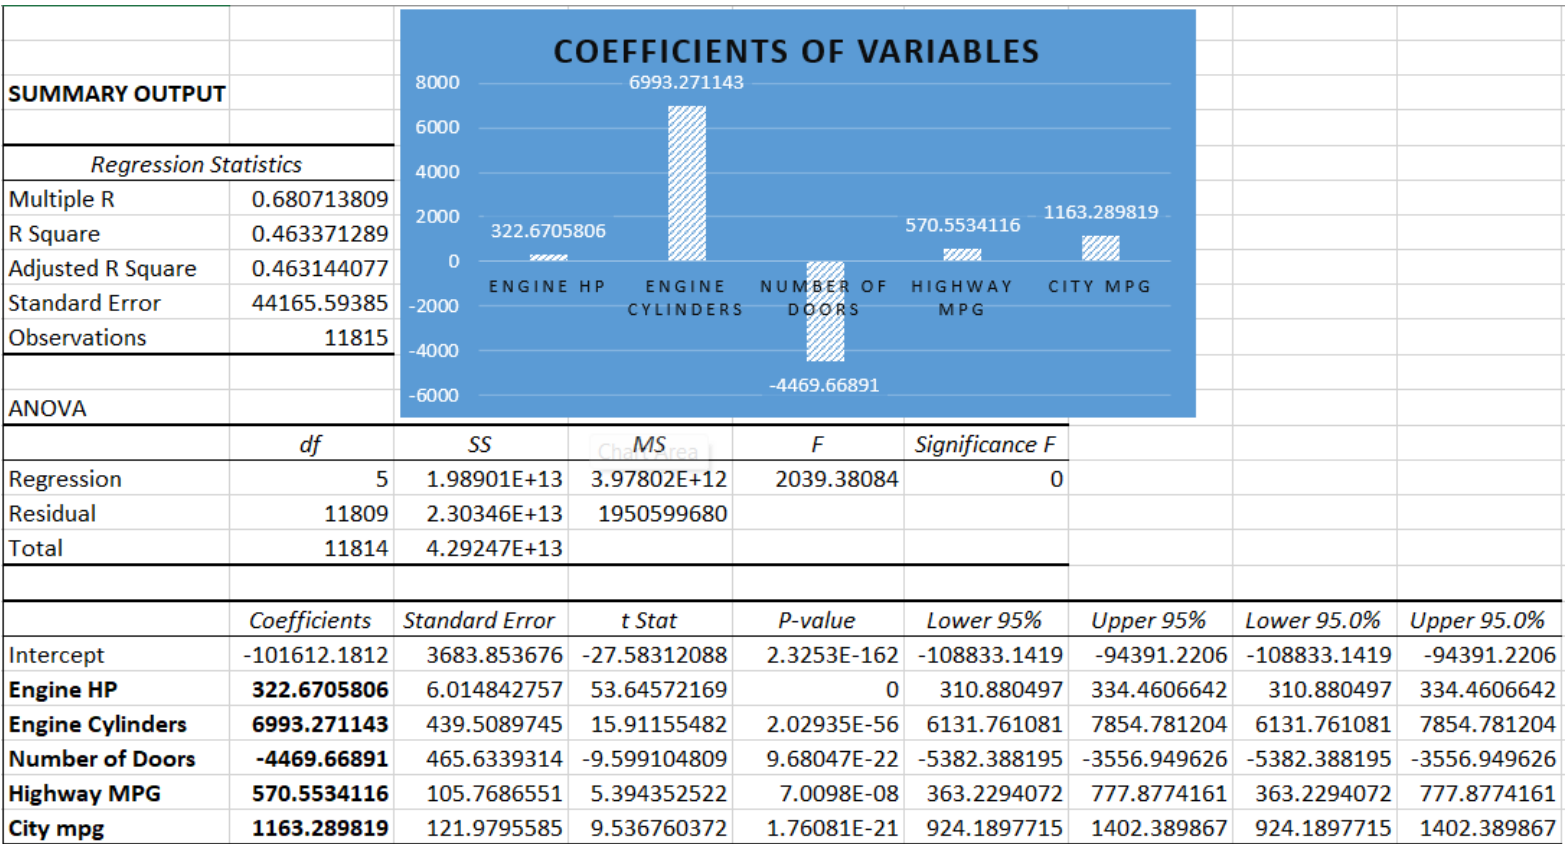 COEFFICIENTS OF VARIABLES
8000
6000
4000
2000
0
-2000
-4000
-6000
322.6705806
6993.271143
-4469.66891
570.5534116
1163.289819
ENGINE HP
ENGINE CYLINDERS
NUMBER OF DOORS
HIGHWAY MPG
CITY MPG
SUMMARY OUTPUT
Regression Statistics
Multiple R 0.680713809
R Square 0.463371289
Adjusted R Square 0.463144077
Standard Error 44165.59385
Observations 11815
ANOVA
Chart Area
df SS MS F Significance F
Regression 5 1.98901E+13 3.97802E+12 2039.38084 0
Residual 11809 2.30346E+13 1950599680
Total 11814 4.29247E+13
Coefficients Standard Error t Stat P-value Lower 95% Upper 95% Lower 95.0% Upper 95.0%
Intercept -101612.1812 3683.853676 -27.58312088 2.3253E-162 -108833.1419 -94391.2206 -108833.1419 -94391.2206
Engine HP 322.6705806 6.014842757 53.64572169 0 310.880497 334.4606642 310.880497 334.4606642
Engine Cylinders 6993.271143 439.5089745 15.91155482 2.02935E-56 6131.761081 7854.781204 6131.761081 7854.781204
Number of Doors -4469.66891 465.6339314 -9.599104809 9.68047E-22 -5382.388195 -3556.949626 -5382.388195 -3556.949626
Highway MPG 570.5534116 105.7686551 5.394352522 7.0098E-08 363.2294072 777.8774161 363.2294072 777.8774161
City mpg 1163.289819 121.9795585 9.536760372 1.76081E-21 924.1897715 1402.389867 924.1897715 1402.389867